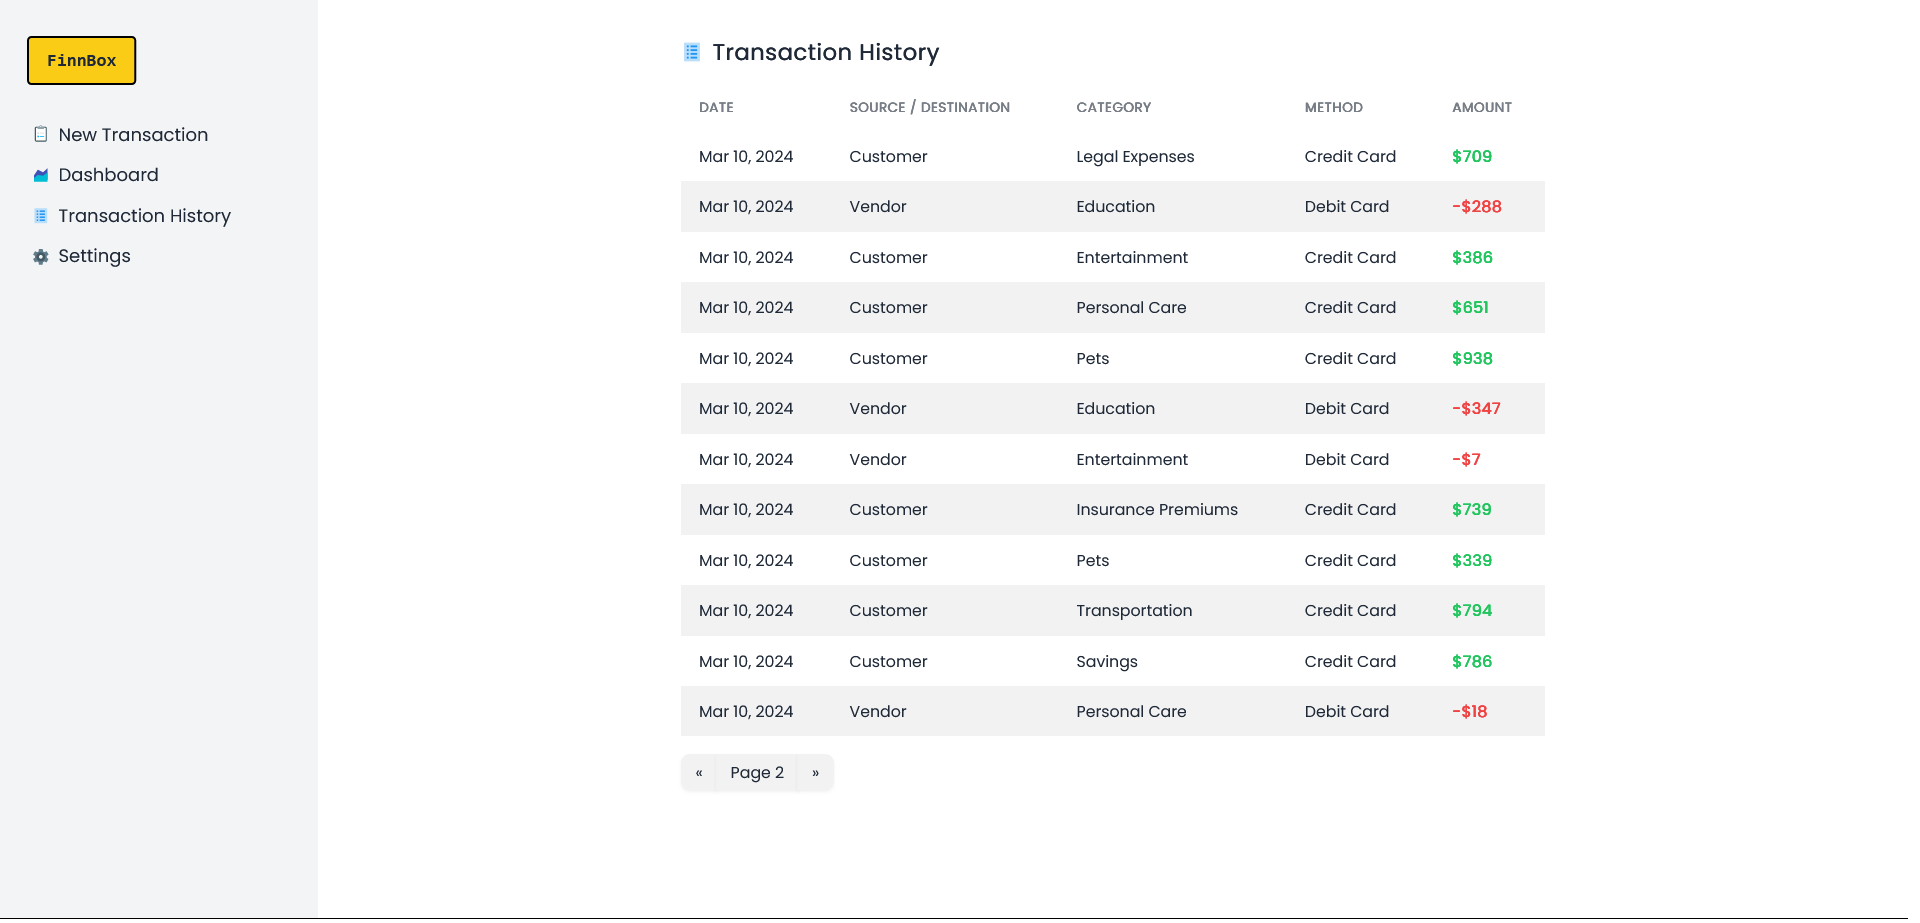 FinnBox
New Transaction
Dashboard
Transaction History
Settings
Transaction History
DATE SOURCE / DESTINATION CATEGORY METHOD AMOUNT
Mar 10, 2024 Customer Legal Expenses Credit Card $709
Mar 10, 2024 Vendor Education Debit Card -$288
Mar 10, 2024 Customer Entertainment Credit Card $386
Mar 10, 2024 Customer Personal Care Credit Card $651
Mar 10, 2024 Customer Pets Credit Card $938
Mar 10, 2024 Vendor Education Debit Card -$347
Mar 10, 2024 Vendor Entertainment Debit Card -$7
Mar 10, 2024 Customer Insurance Premiums Credit Card $739
Mar 10, 2024 Customer Pets Credit Card $339
Mar 10, 2024 Customer Transportation Credit Card $794
Mar 10, 2024 Customer Savings Credit Card $786
Mar 10, 2024 Vendor Personal Care Debit Card -$18
« Page 2 »